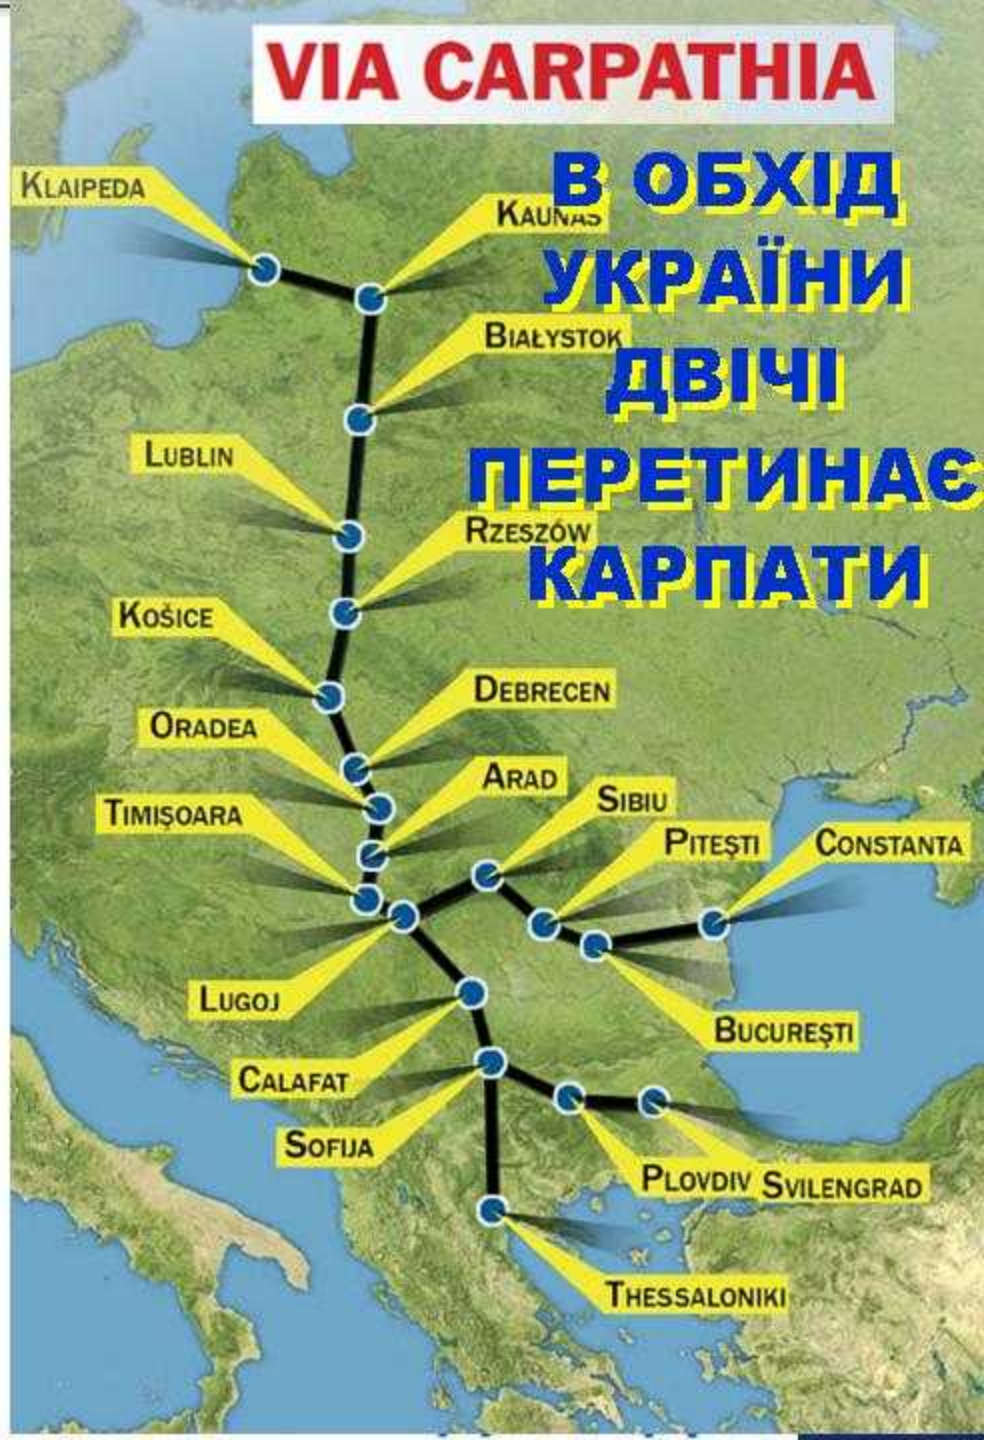 VIA CARPATHIA
В ОБХІД
KLAIPEDA
KAUNAS
УКРАЇНИ
BIAŁYSTOK
ДВІЧІ
LUBLIN
ПЕРЕТИНАЄ
RZESZÓW
КАРПАТИ
KOŠICE
DEBRECEN
ORADEA
ARAD
SIBIU
TIMIŞOARA
PITEŞTI
CONSTANTA
LUGOJ
BUCUREŞTI
CALAFAT
SOFIJA
PLOVDIV
SVILENGRAD
THESSALONIKI